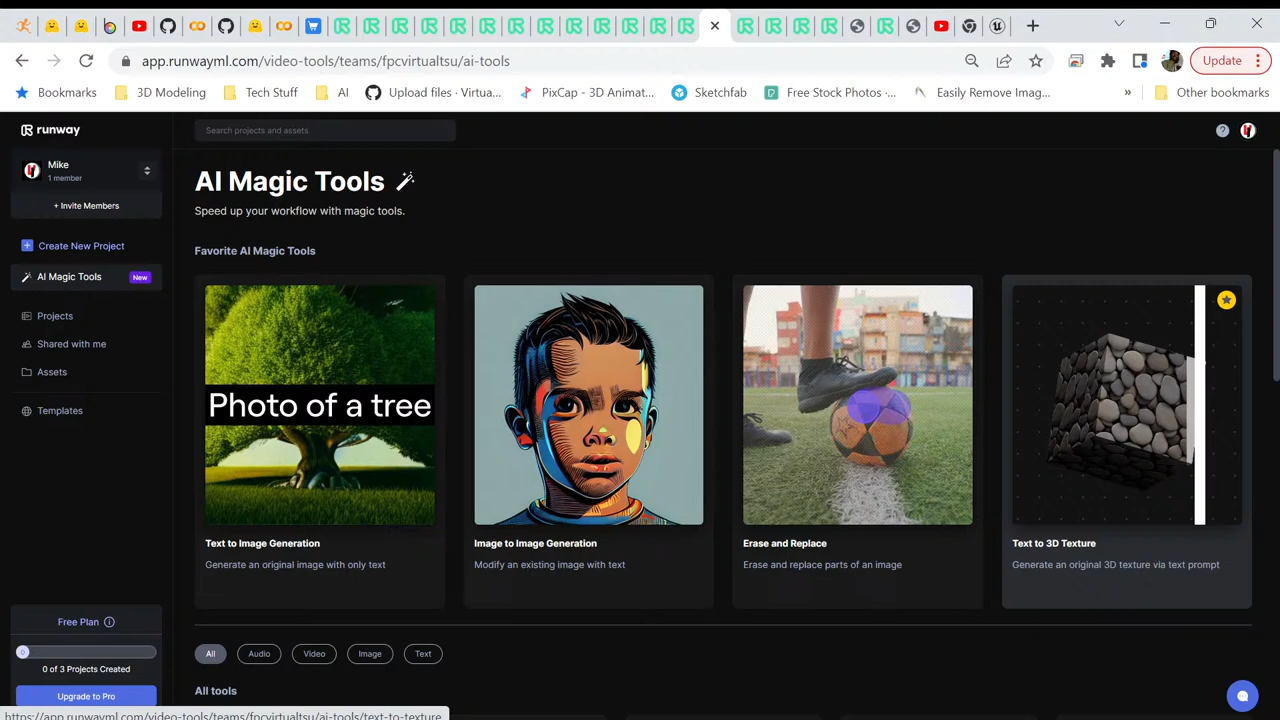 app.runwayml.com/video-tools/teams/fpcvirtualtsu/ai-tools
Update
Bookmarks
3D Modeling
Tech Stuff
AI
Upload files · Virtua...
PixCap - 3D Animat...
Sketchfab
Free Stock Photos · ...
Easily Remove Imag...
»
Other bookmarks
runway
Search projects and assets
?
Mike
1 member
+ Invite Members
Create New Project
AI Magic Tools
New
Projects
Shared with me
Assets
Templates
Free Plan
0
0 of 3 Projects Created
Upgrade to Pro
AI Magic Tools
Speed up your workflow with magic tools.
Favorite AI Magic Tools
Photo of a tree
Text to Image Generation
Generate an original image with only text
Image to Image Generation
Modify an existing image with text
Erase and Replace
Erase and replace parts of an image
Text to 3D Texture
Generate an original 3D texture via text prompt
All
Audio
Video
Image
Text
All tools
https://app.runwayml.com/video-tools/teams/fpcvirtualtsu/ai-tools/text-to-texture